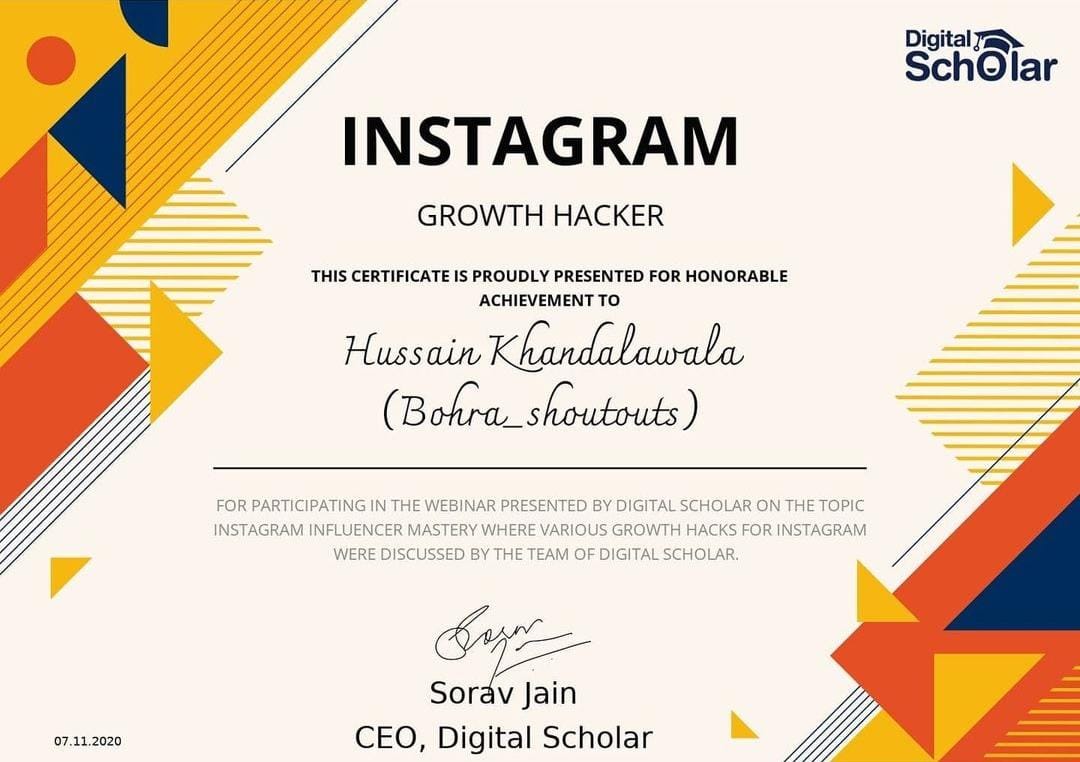 Digital
SchOlar
INSTAGRAM
GROWTH HACKER
THIS CERTIFICATE IS PROUDLY PRESENTED FOR HONORABLE
ACHIEVEMENT TO
Hussain Khandalawala
(Bohra_shoutouts)
FOR PARTICIPATING IN THE WEBINAR PRESENTED BY DIGITAL SCHOLAR ON THE TOPIC
INSTAGRAM INFLUENCER MASTERY WHERE VARIOUS GROWTH HACKS FOR INSTAGRAM
WERE DISCUSSED BY THE TEAM OF DIGITAL SCHOLAR.
Sorav Jain
CEO, Digital Scholar
07.11.2020